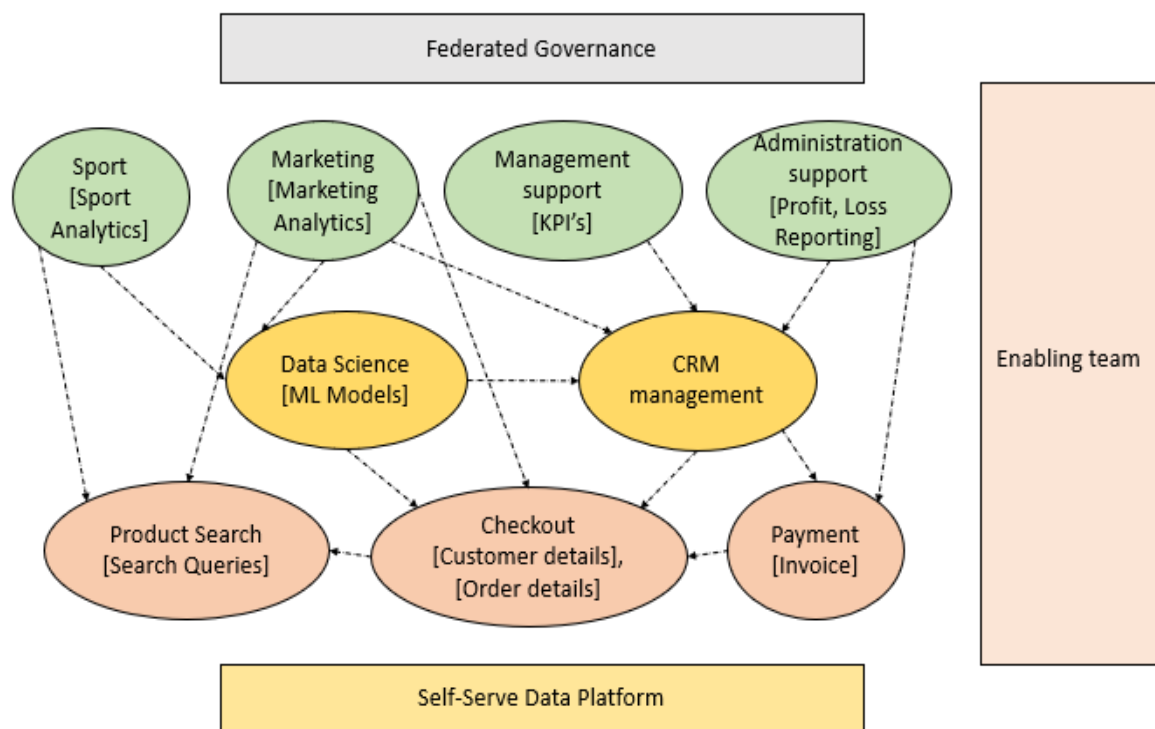 Federated Governance
Sport
[Sport
Analytics]
Marketing
[Marketing
Analytics]
Management
support
[KPI's]
Administration
support
[Profit, Loss
Reporting]
Enabling team
Data Science
[ML Models]
CRM
management
Product Search
[Search Queries]
Checkout
[Customer details],
[Order details]
Payment
[Invoice]
Self-Serve Data Platform